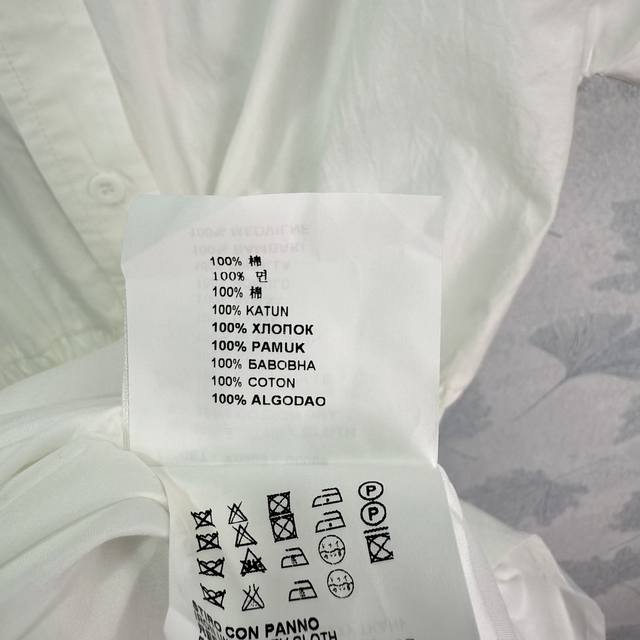 100% 棉
100% 면
100% 棉
100% KATUN
100% ХЛОПОК
100% PAMUK
100% БАВОВНА
100% COTON
100% ALGODAO
P
P
CON PANNO
CLOTH